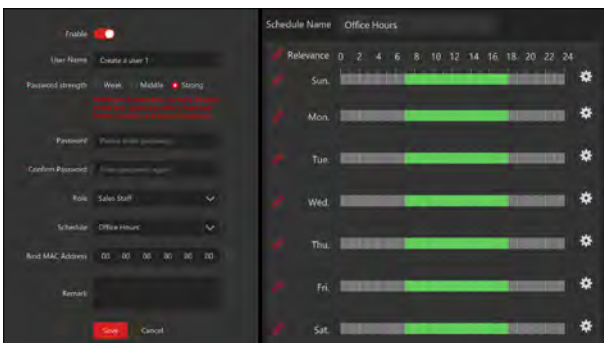 Enable
User Name Create a user 1
Password strength Weak Middle Strong
Password
Confirm Password
Role Sales Staff
Schedule Office Hours
Bind MAC Address 00 00 00 00 00 00
Remark
Save Cancel
Schedule Name Office Hours
Relevance 0 2 4 6 8 10 12 14 16 18 20 22 24
Sun.
Mon.
Tue.
Wed.
Thu.
Fri.
Sat.